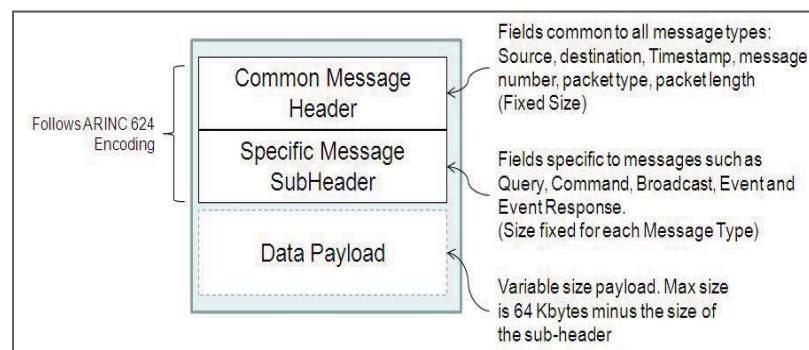 Follows ARINC 624
Encoding
Common Message
Header
Specific Message
SubHeader
Data Payload
Fields common to all message types:
Source, destination, Timestamp, message
number, packet type, packet length
(Fixed Size)
Fields specific to messages such as
Query, Command, Broadcast, Event and
Event Response.
(Size fixed for each Message Type)
Variable size payload. Max size
is 64 Kbytes minus the size of
the sub-header